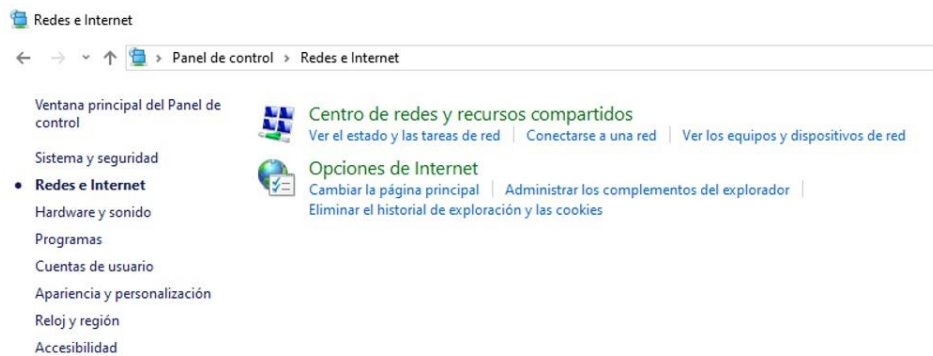 Redes e Internet
Panel de control > Redes e Internet
Ventana principal del Panel de
control
Sistema y seguridad
Redes e Internet
Hardware y sonido
Programas
Cuentas de usuario
Apariencia y personalización
Reloj y región
Accesibilidad
Centro de redes y recursos compartidos
Ver el estado y las tareas de red | Conectarse a una red | Ver los equipos y dispositivos de red
Opciones de Internet
Cambiar la página principal | Administrar los complementos del explorador |
Eliminar el historial de exploración y las cookies